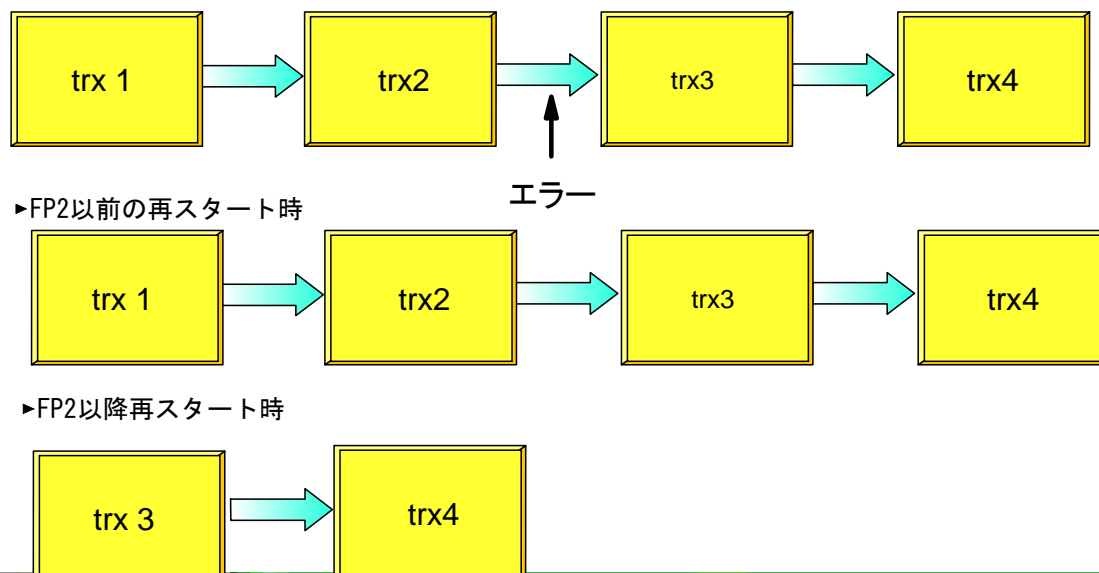 trx 1 trx2 trx3 trx4
エラー
►FP2以前の再スタート時
trx 1 trx2 trx3 trx4
►FP2以降再スタート時
trx 3 trx4